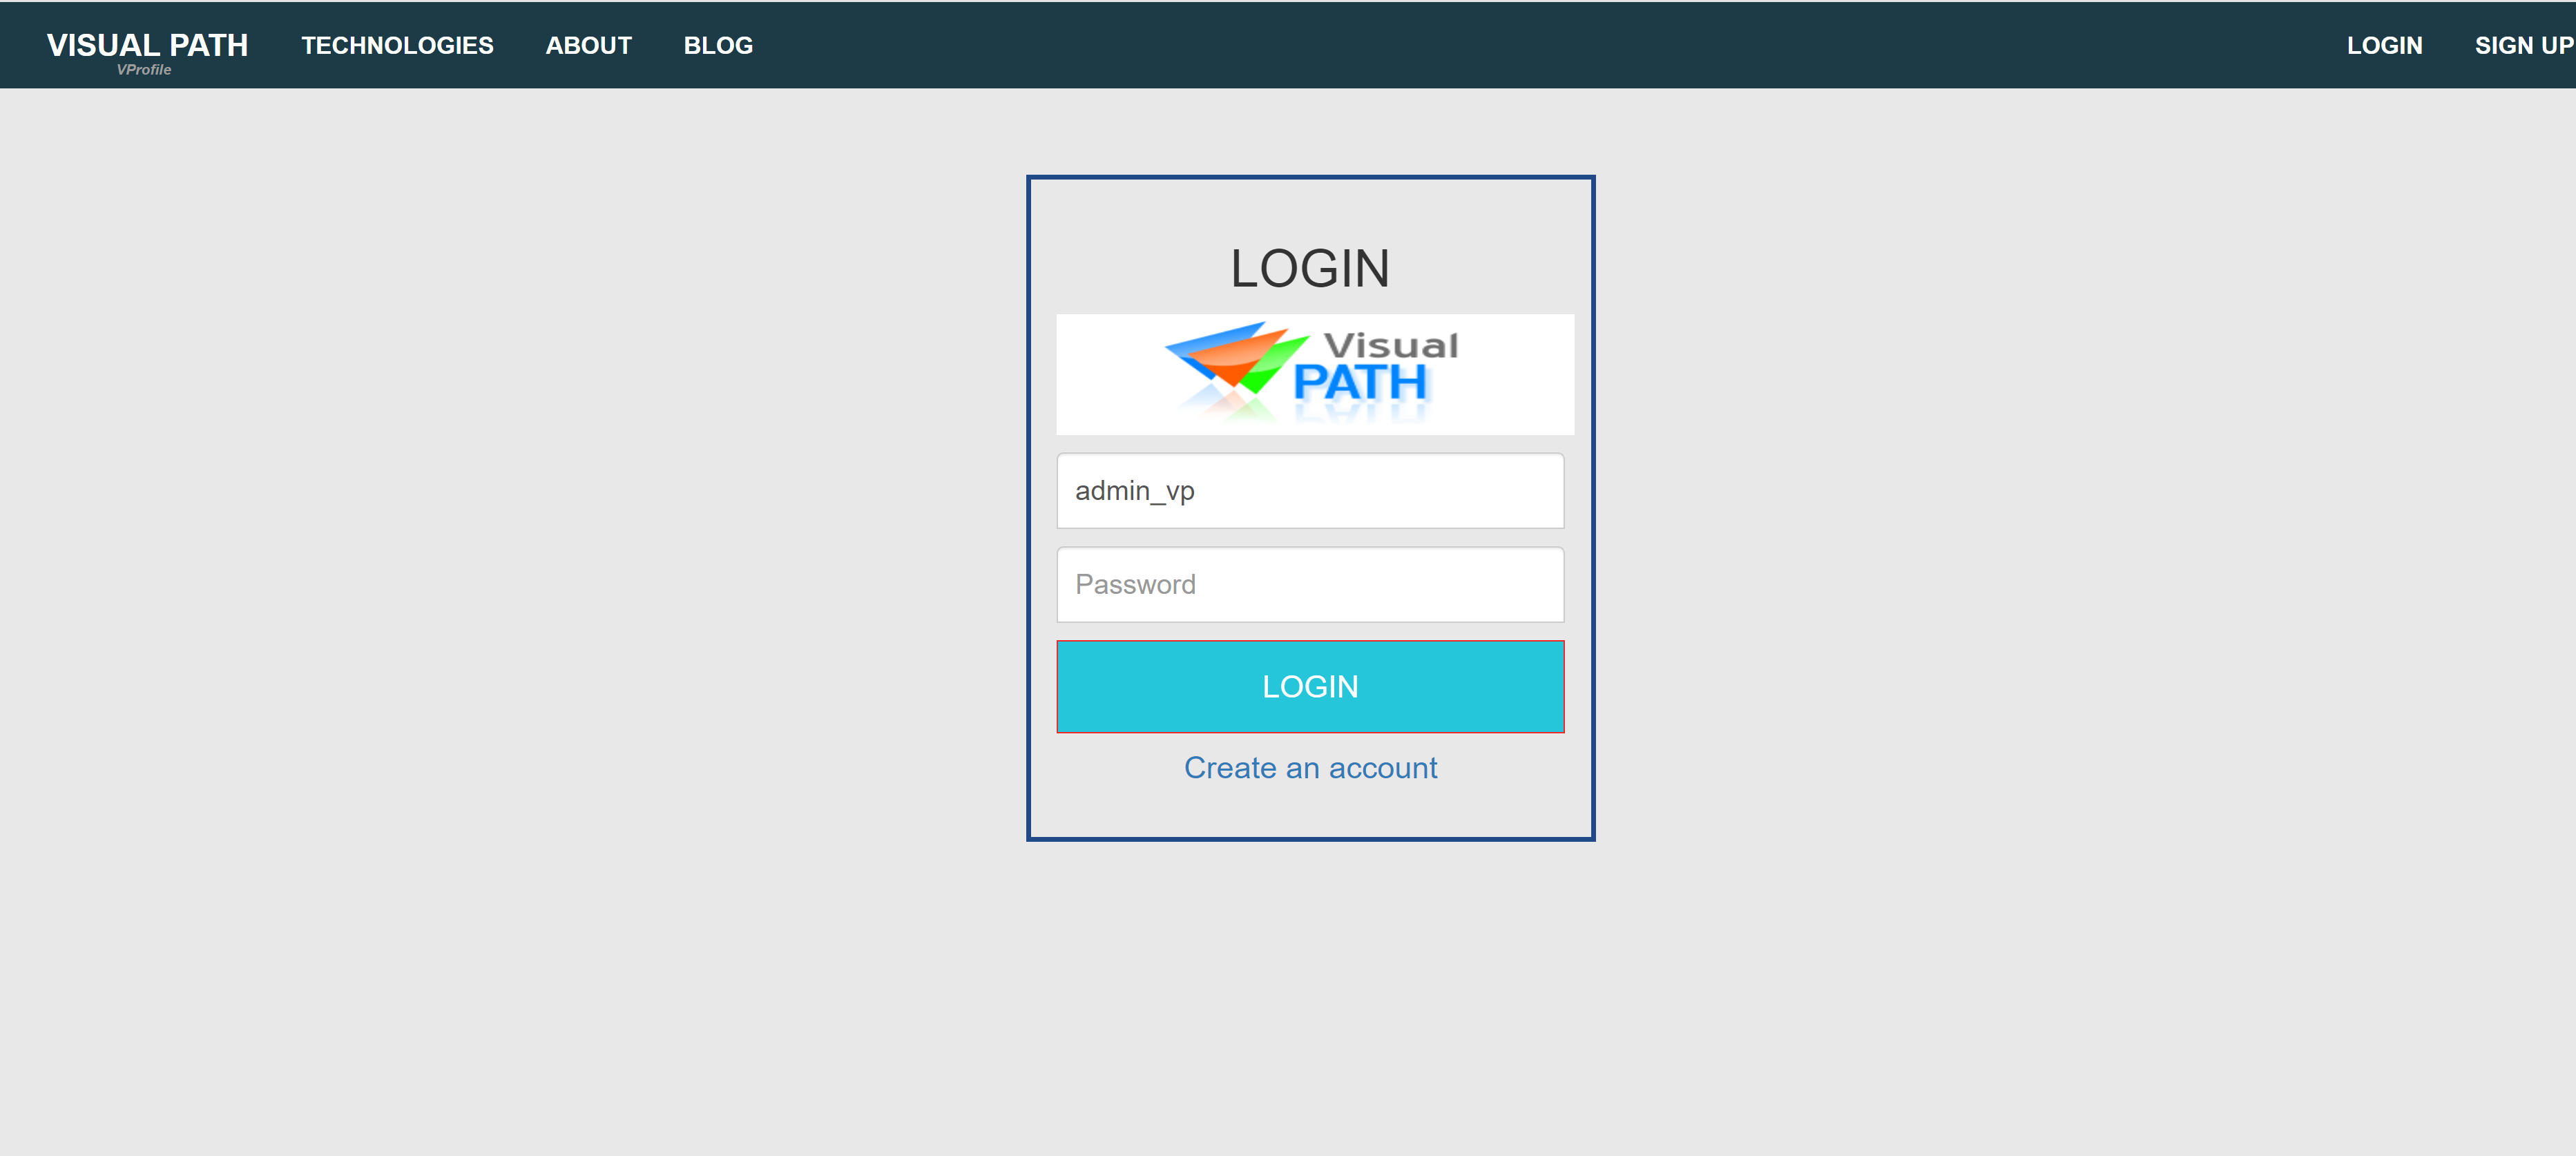 VISUAL PATH TECHNOLOGIES ABOUT BLOG LOGIN SIGN UP
VProfile
LOGIN
Visual
PATH
admin_vp
Password
LOGIN
Create an account